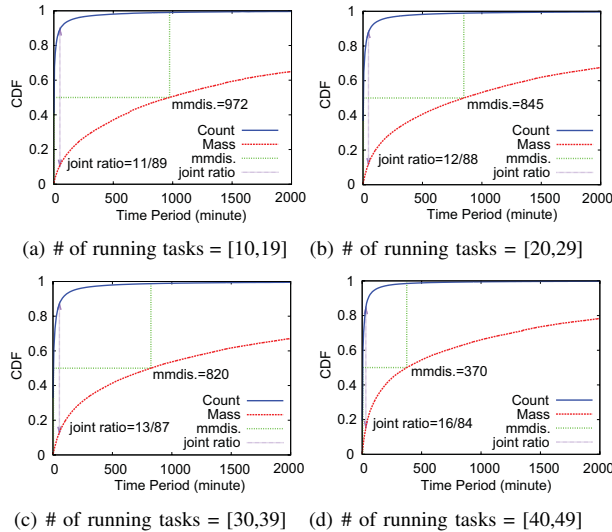 1
0.8
0.6
0.4
0.2
0
CDF
mmdis.=972
joint ratio=11/89
Count
Mass
mmdis.
joint ratio
0 500 1000 1500 2000
Time Period (minute)
(a) # of running tasks = [10,19]
1
0.8
0.6
0.4
0.2
0
CDF
mmdis.=845
joint ratio=12/88
Count
Mass
mmdis.
joint ratio
0 500 1000 1500 2000
Time Period (minute)
(b) # of running tasks = [20,29]
1
0.8
0.6
0.4
0.2
0
CDF
mmdis.=820
joint ratio=13/87
Count
Mass
mmdis.
joint ratio
0 500 1000 1500 2000
Time Period (minute)
(c) # of running tasks = [30,39]
1
0.8
0.6
0.4
0.2
0
CDF
mmdis.=370
joint ratio=16/84
Count
Mass
mmdis.
joint ratio
0 500 1000 1500 2000
Time Period (minute)
(d) # of running tasks = [40,49]